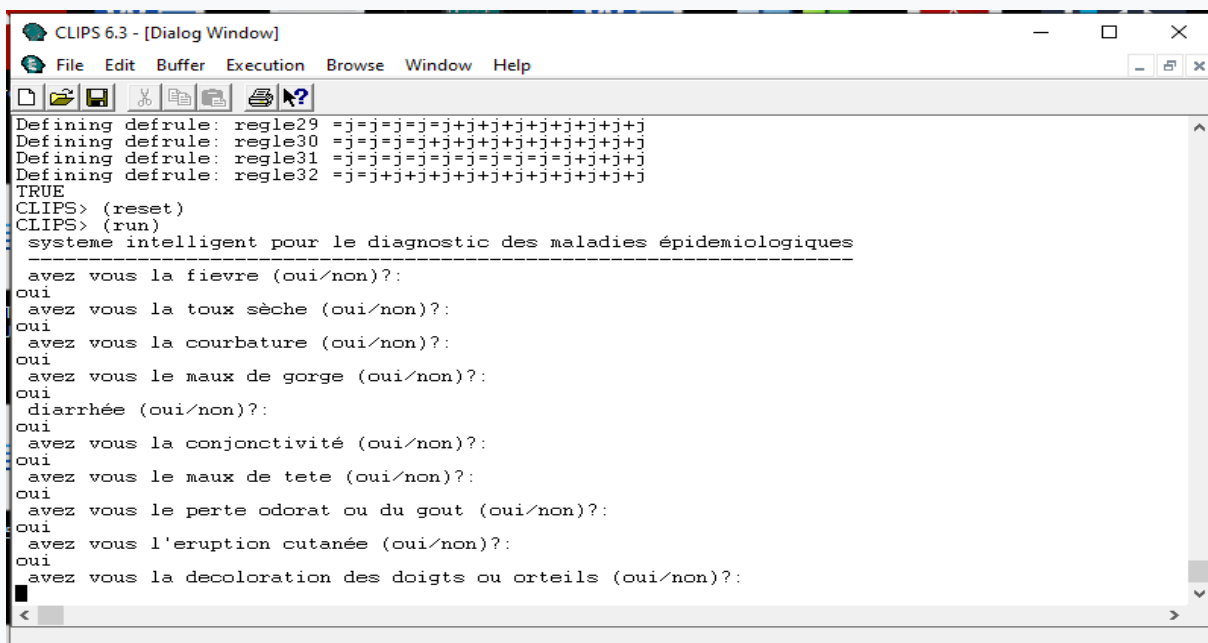 CLIPS 6.3 - [Dialog Window]
File Edit Buffer Execution Browse Window Help
Defining defrule: regle29 =j=j=j=j=j+j+j+j+j+j+j+j+j
Defining defrule: regle30 =j=j=j=j+j+j+j+j+j+j+j+j+j
Defining defrule: regle31 =j=j=j=j=j=j=j=j=j=j+j+j+j
Defining defrule: regle32 =j=j+j+j+j+j+j+j+j+j+j+j+j
TRUE
CLIPS> (reset)
CLIPS> (run)
systeme intelligent pour le diagnostic des maladies épidemiologiques
--------------------------------------------------------------------
avez vous la fievre (oui/non)?:
oui
avez vous la toux sèche (oui/non)?:
oui
avez vous la courbature (oui/non)?:
oui
avez vous le maux de gorge (oui/non)?:
oui
diarrhée (oui/non)?:
oui
avez vous la conjonctivité (oui/non)?:
oui
avez vous le maux de tete (oui/non)?:
oui
avez vous le perte odorat ou du gout (oui/non)?:
oui
avez vous l'eruption cutanée (oui/non)?:
oui
avez vous la decoloration des doigts ou orteils (oui/non)?: